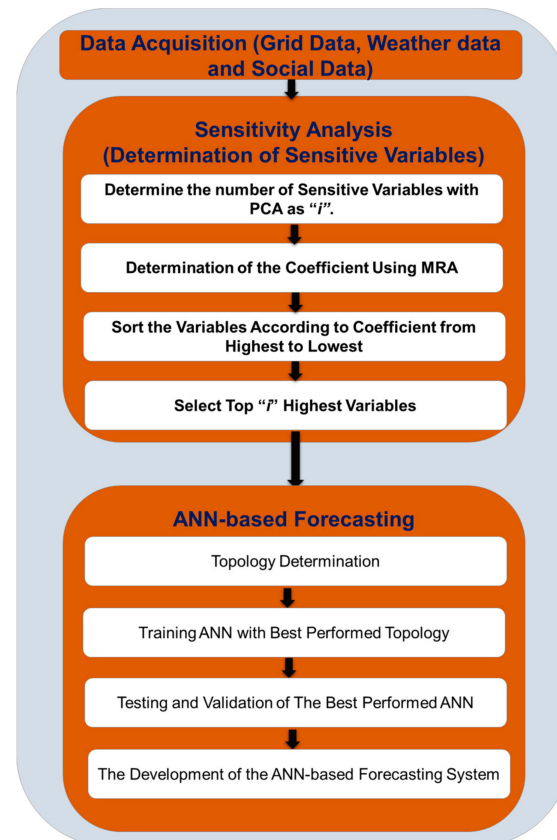 Data Acquisition (Grid Data, Weather data
and Social Data)
Sensitivity Analysis
(Determination of Sensitive Variables)
Determine the number of Sensitive Variables with
PCA as “i”.
Determination of the Coefficient Using MRA
Sort the Variables According to Coefficient from
Highest to Lowest
Select Top “i” Highest Variables
ANN-based Forecasting
Topology Determination
Training ANN with Best Performed Topology
Testing and Validation of The Best Performed ANN
The Development of the ANN-based Forecasting System